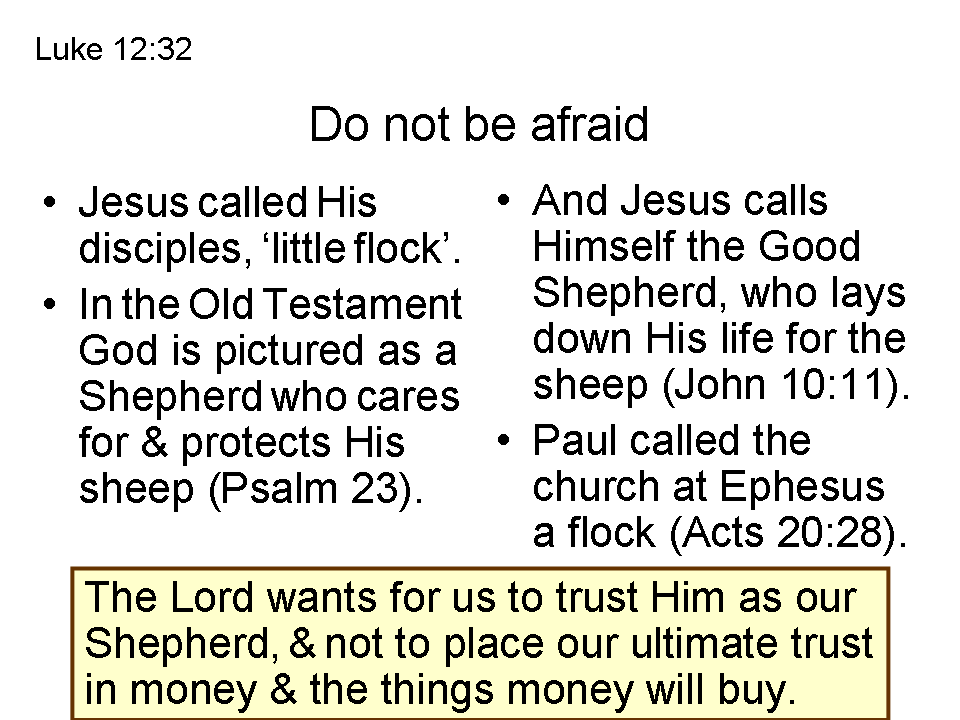 Luke 12:32
Do not be afraid
• Jesus called His
disciples, ‘little flock’.
• In the Old Testament
God is pictured as a
Shepherd who cares
for & protects His
sheep (Psalm 23).
• And Jesus calls
Himself the Good
Shepherd, who lays
down His life for the
sheep (John 10:11).
• Paul called the
church at Ephesus
a flock (Acts 20:28).
The Lord wants for us to trust Him as our
Shepherd, & not to place our ultimate trust
in money & the things money will buy.